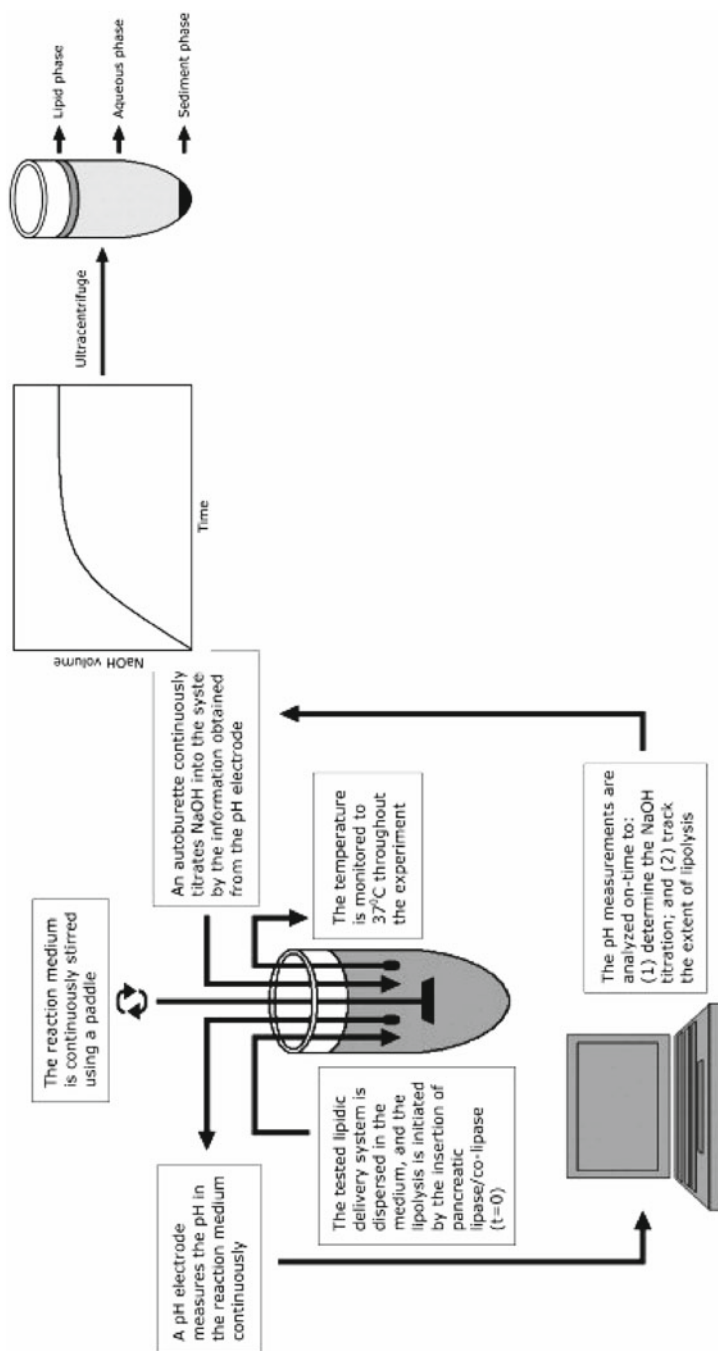 The reaction medium
is continuously stirred
using a paddle
A pH electrode
measures the pH in
the reaction medium
continuously
An autoburette continuously
titrates NaOH into the syste
by the information obtained
from the pH electrode
The tested lipidic
delivery system is
dispersed in the
medium, and the
lipolysis is initiated
by the insertion of
pancreatic
lipase/co-lipase
(t=0)
The temperature
is monitored to
37⁰C throughout
the experiment
The pH measurements are
analyzed on-time to:
(1) determine the NaOH
titration; and (2) track
the extent of lipolysis
NaOH volume
Time
Ultracentrifuge
Lipid phase
Aqueous phase
Sediment phase